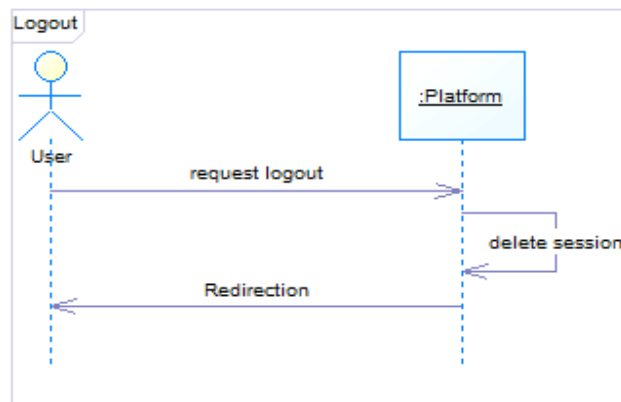 Logout
:Platform
User
request logout
delete session
Redirection